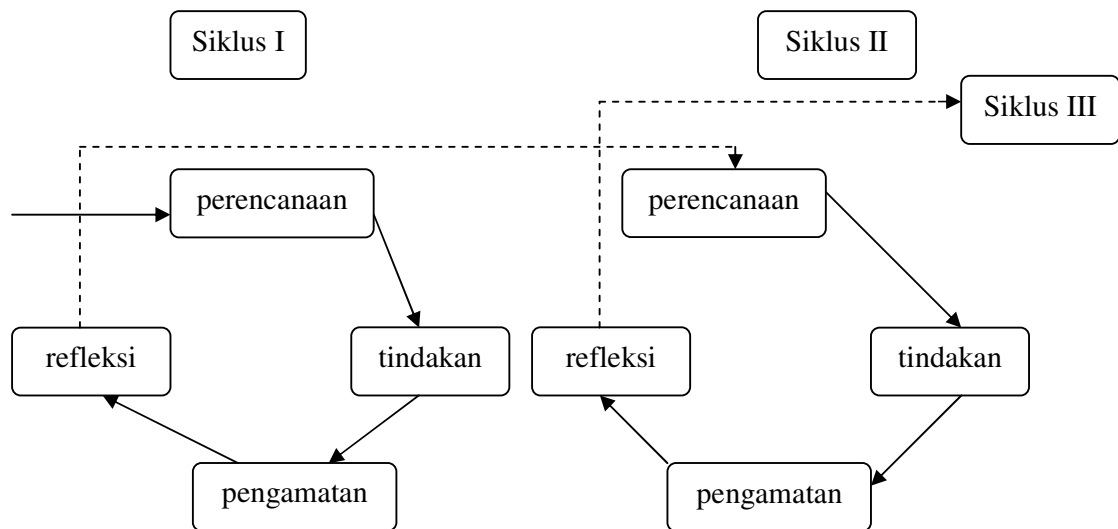 Siklus I
Siklus II
Siklus III
perencanaan
perencanaan
refleksi
tindakan
refleksi
tindakan
pengamatan
pengamatan